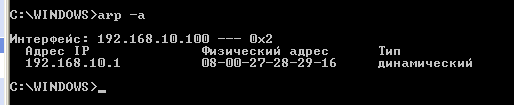 C:\WINDOWS>arp -a
Интерфейс: 192.168.10.100 --- 0x2
Адрес IP Физический адрес Тип
192.168.10.1 08-00-27-28-29-16 динамический
C:\WINDOWS>_